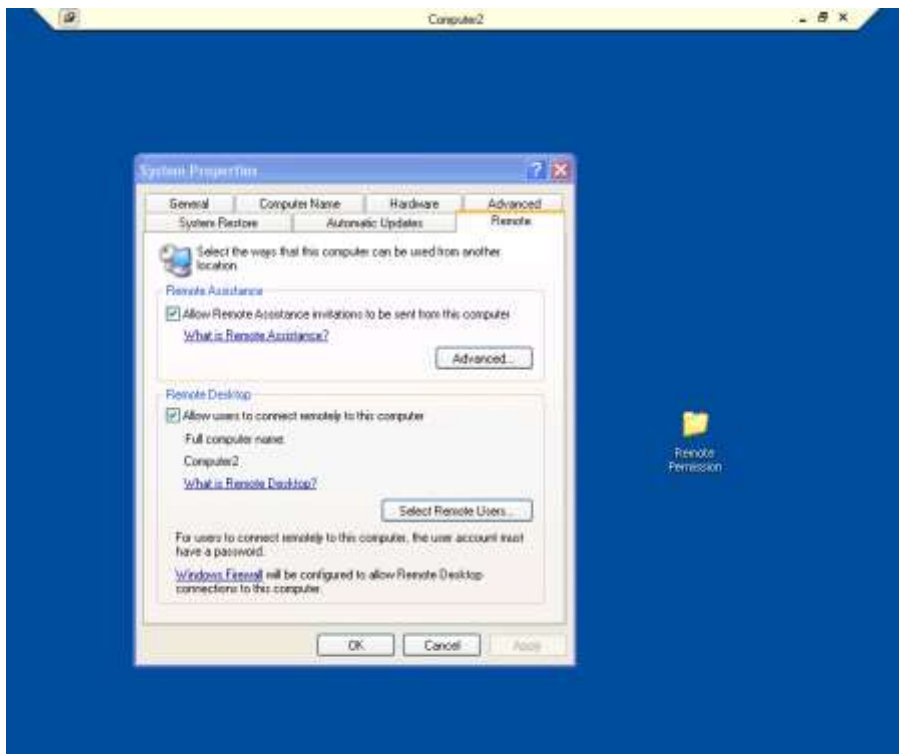 Computer2
System Properties
General
Computer Name
Hardware
Advanced
System Restore
Automatic Updates
Remote
Select the ways that this computer can be used from another
location.
Remote Assistance
Allow Remote Assistance invitations to be sent from this computer
What is Remote Assistance?
Advanced...
Remote Desktop
Allow users to connect remotely to this computer
Full computer name:
Computer2
What is Remote Desktop?
Select Remote Users...
For users to connect remotely to this computer, the user account must
have a password.
Windows Firewall will be configured to allow Remote Desktop
connections to this computer.
OK
Cancel
Apply
Remote
Permission